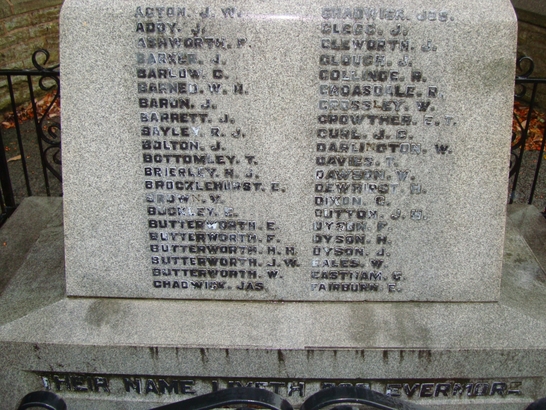 ACTON. J. W.
ADDY. J.
ASHWORTH. F.
BARKER. J.
BARLOW. C.
BARNED. W. H.
BARON. J.
BARRETT. J.
BAYLEY. R. J.
BOLTON. J.
BOTTOMLEY. T.
BRIERLEY. H. J.
BROCKLEHURST. E.
BROWN. W.
BUCKLEY. E.
BUTTERWORTH. E.
BUTTERWORTH. F.
BUTTERWORTH. H. H.
BUTTERWORTH. J. W.
BUTTERWORTH. W.
CHADWICK. JAS.
CHADWICK. JOS.
CLEGG. J.
CLEWORTH. J.
CLOUGH. J.
COLLINGE. R.
CROASDALE. R.
CROSSLEY. W.
CROWTHER. E. T.
CURL. J. C.
DARLINGTON. W.
DAVIES. T.
DAWSON. W.
DEWHIRST. H.
DIXON. G.
DUTTON. J. H.
DYSON. F.
DYSON. H.
DYSON. J.
EALES. W.
EASTHAM. G.
FAIRBURN. E.
THEIR NAME LIVETH FOR EVERMORE